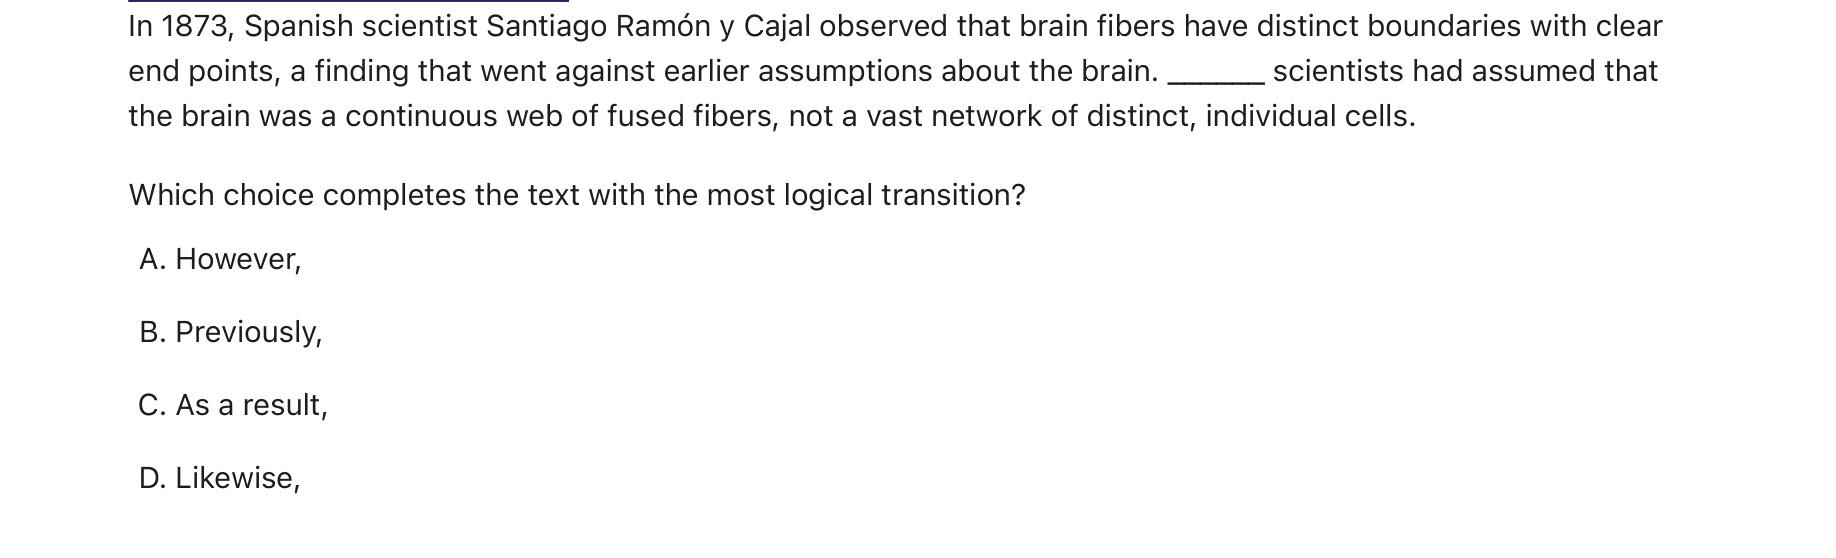 In 1873, Spanish scientist Santiago Ramón y Cajal observed that brain fibers have distinct boundaries with clear
end points, a finding that went against earlier assumptions about the brain. ______ scientists had assumed that
the brain was a continuous web of fused fibers, not a vast network of distinct, individual cells.
Which choice completes the text with the most logical transition?
A. However,
B. Previously,
C. As a result,
D. Likewise,